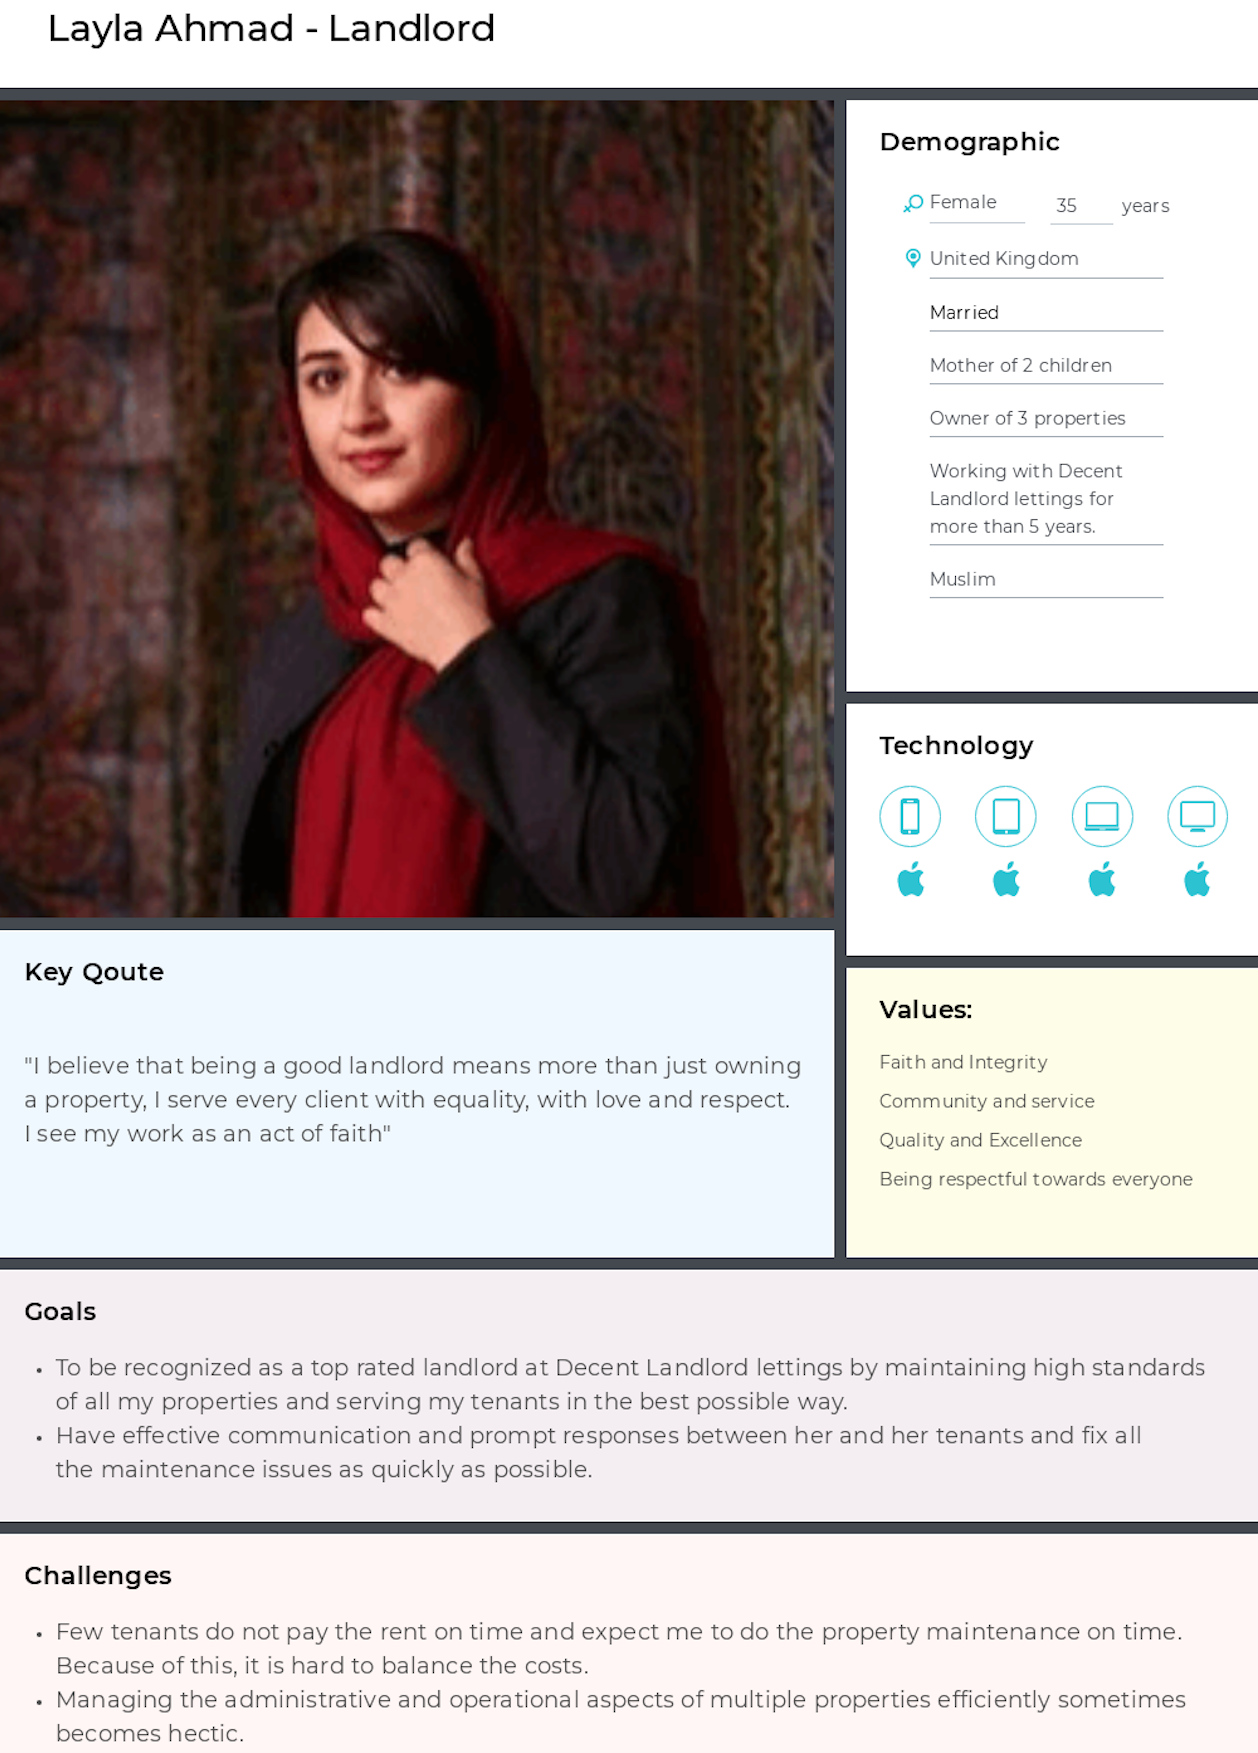 Layla Ahmad - Landlord
Demographic
Female 35 years
United Kingdom
Married
Mother of 2 children
Owner of 3 properties
Working with Decent
Landlord lettings for
more than 5 years.
Muslim
Technology
Key Qoute
"I believe that being a good landlord means more than just owning
a property, I serve every client with equality, with love and respect.
I see my work as an act of faith"
Values:
Faith and Integrity
Community and service
Quality and Excellence
Being respectful towards everyone
Goals
• To be recognized as a top rated landlord at Decent Landlord lettings by maintaining high standards
of all my properties and serving my tenants in the best possible way.
• Have effective communication and prompt responses between her and her tenants and fix all
the maintenance issues as quickly as possible.
Challenges
• Few tenants do not pay the rent on time and expect me to do the property maintenance on time.
Because of this, it is hard to balance the costs.
• Managing the administrative and operational aspects of multiple properties efficiently sometimes
becomes hectic.